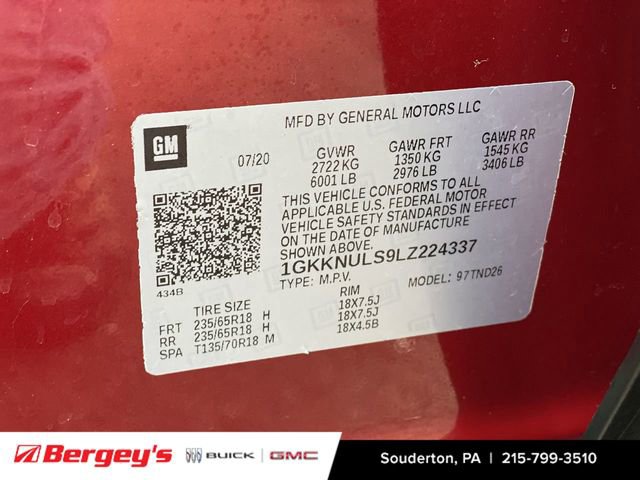 MFD BY GENERAL MOTORS LLC
GM
07/20 GVWR GAWR FRT GAWR RR
2722 KG 1350 KG 1545 KG
6001 LB 2976 LB 3406 LB
THIS VEHICLE CONFORMS TO ALL
APPLICABLE U.S. FEDERAL MOTOR
VEHICLE SAFETY STANDARDS IN EFFECT
ON THE DATE OF MANUFACTURE
SHOWN ABOVE.
1GKKNULS9LZ224337
TYPE: M.P.V. MODEL: 97TND26
434B
TIRE SIZE RIM
FRT 235/65R18 H 18X7.5J
RR 235/65R18 H 18X7.5J
SPA T135/70R18 M 18X4.5B
Bergey's BUICK GMC Souderton, PA | 215-799-3510